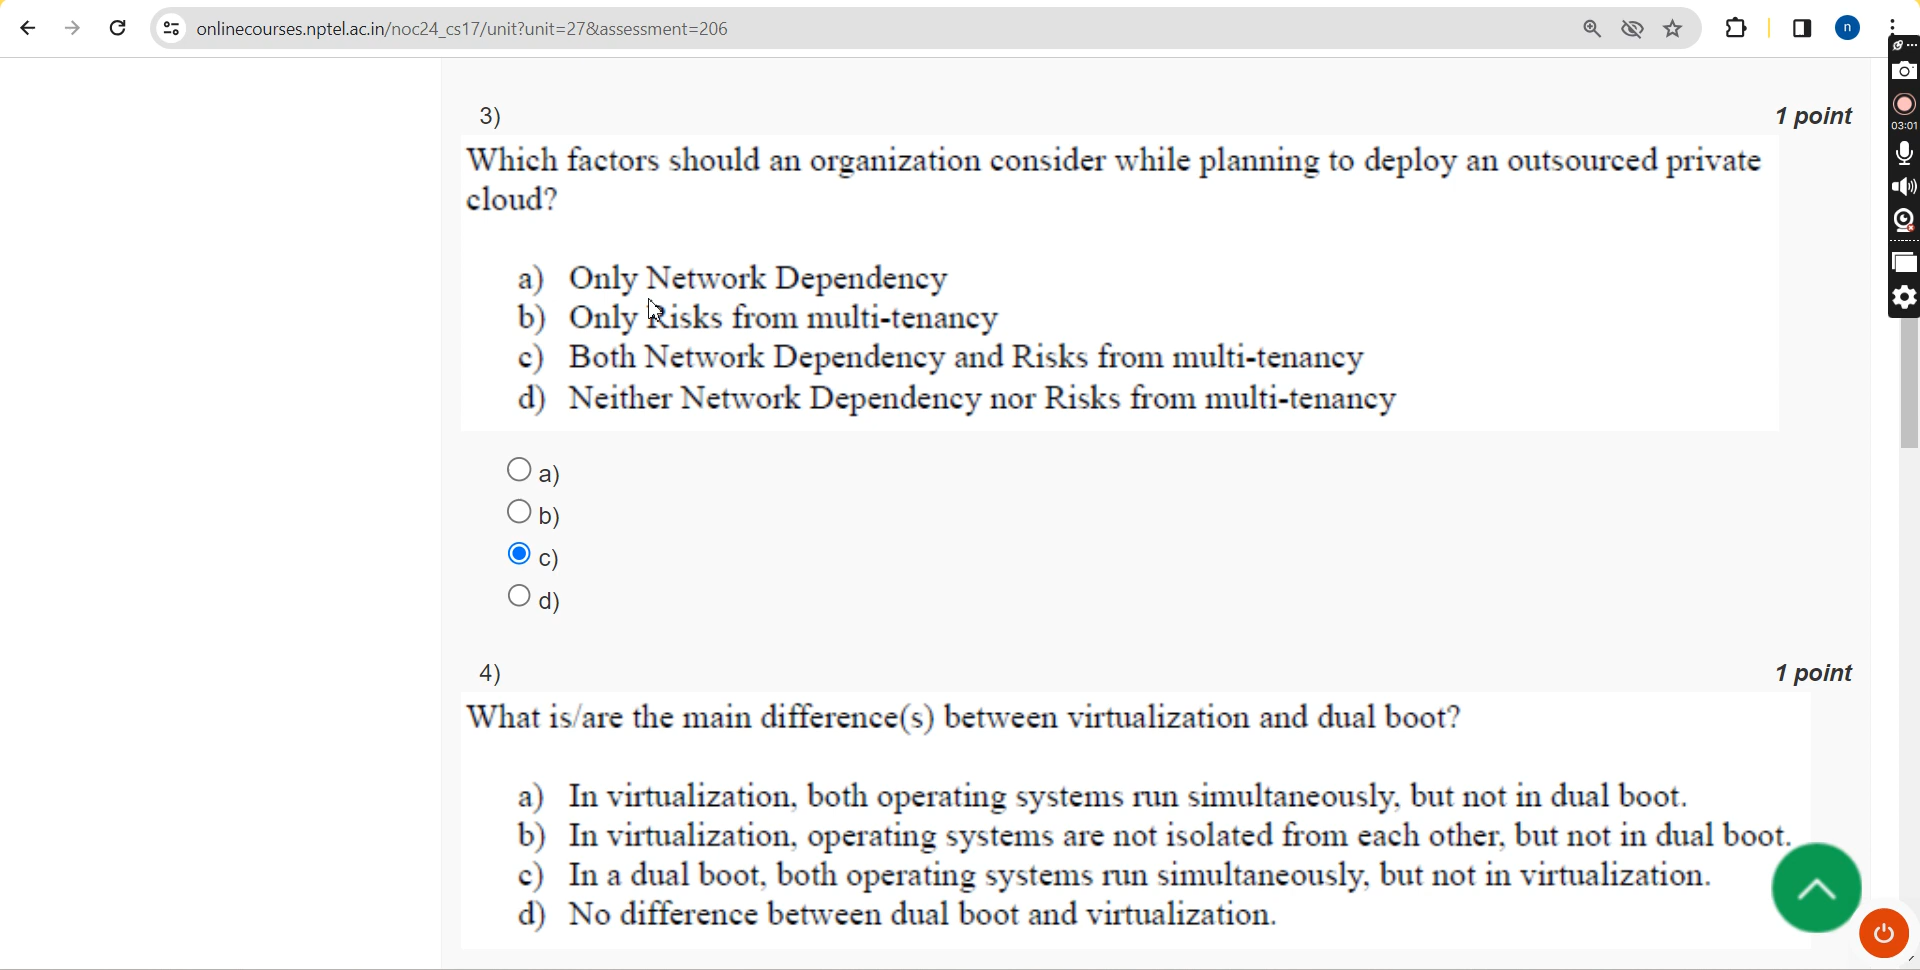 onlinecourses.nptel.ac.in/noc24_cs17/unit?unit=27&assessment=206
n
03:01
3)
1 point
Which factors should an organization consider while planning to deploy an outsourced private
cloud?
a) Only Network Dependency
b) Only Risks from multi-tenancy
c) Both Network Dependency and Risks from multi-tenancy
d) Neither Network Dependency nor Risks from multi-tenancy
a)
b)
c)
d)
4)
1 point
What is/are the main difference(s) between virtualization and dual boot?
a) In virtualization, both operating systems run simultaneously, but not in dual boot.
b) In virtualization, operating systems are not isolated from each other, but not in dual boot.
c) In a dual boot, both operating systems run simultaneously, but not in virtualization.
d) No difference between dual boot and virtualization.